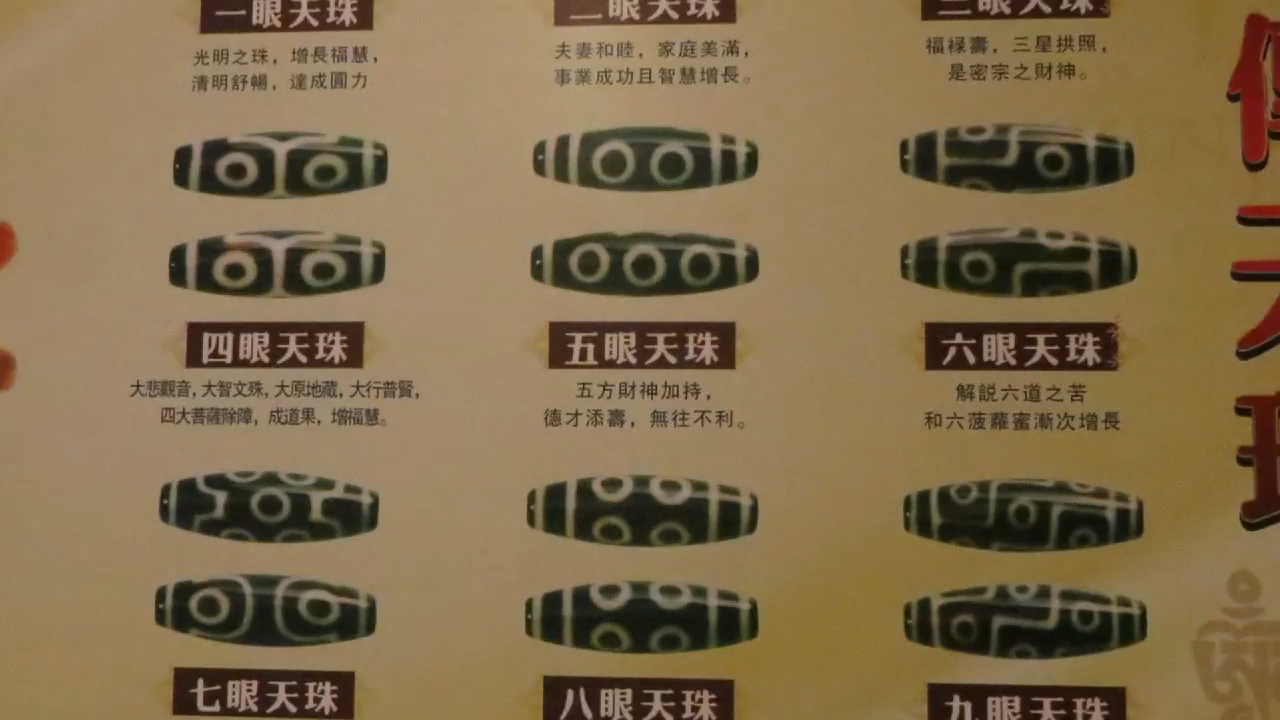 一眼天珠
二眼天珠
三眼天珠
光明之珠，增長福慧，
清明舒暢，達成圓力
夫妻和睦，家庭美滿，
事業成功且智慧增長。
福祿壽，三星拱照，
是密宗之財神。
四眼天珠
五眼天珠
六眼天珠
大悲觀音，大智文殊，大原地藏，大行普賢，
四大菩薩除障，成道果，增福慧。
五方財神加持，
德才添壽，無往不利。
解説六道之苦
和六菠蘿蜜漸次增長
七眼天珠
八眼天珠
九眼天珠
天
珠